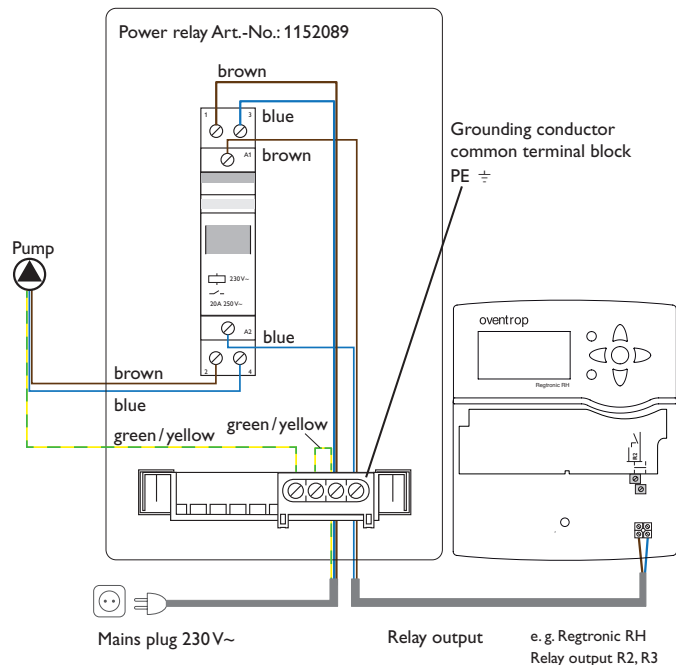 Power relay Art.-No.: 1152089
brown
1 3
blue
A1
brown
Grounding conductor
common terminal block
PE
Pump
230 V~
20A 250 V~
A2
blue
2 4
brown
blue
green / yellow
green / yellow
oventrop
Regtronic RH
R2
Mains plug 230 V~
Relay output
e. g. Regtronic RH
Relay output R2, R3